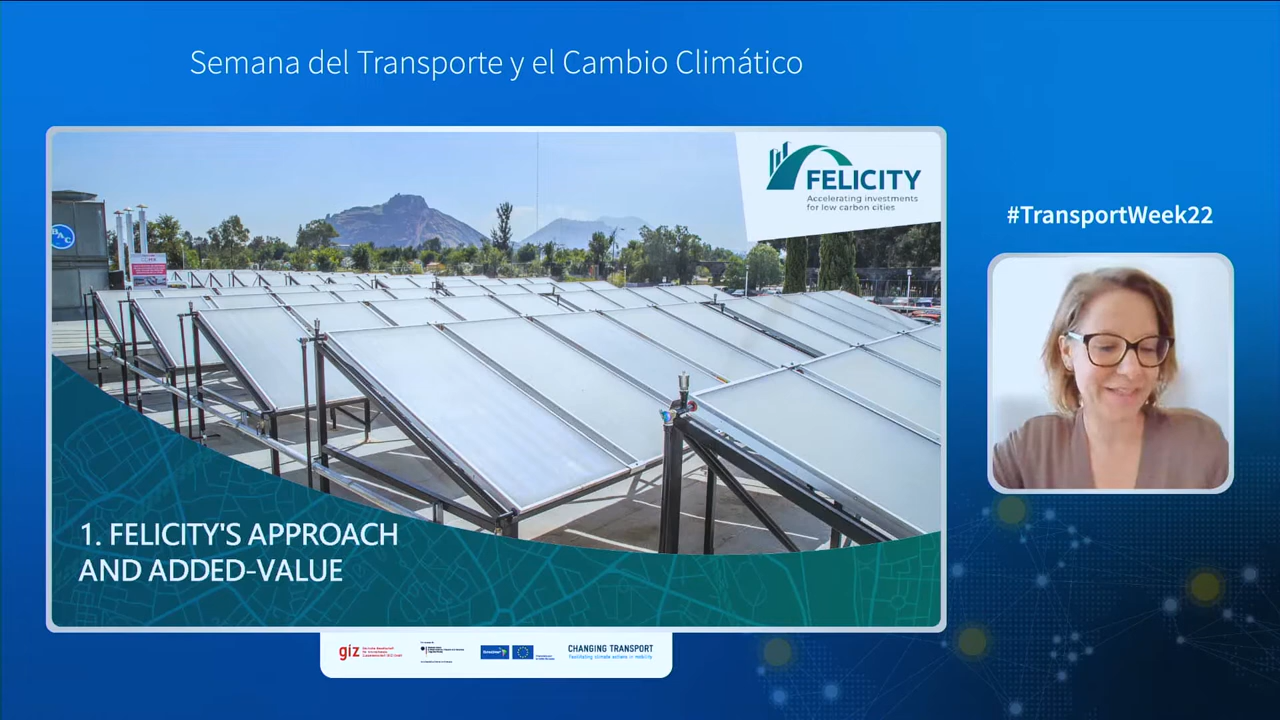 Semana del Transporte y el Cambio Climático
FELICITY
Accelerating investments
for low carbon cities
BAC
#TransportWeek22
1. FELICITY'S APPROACH
AND ADDED-VALUE
giz
CHANGING TRANSPORT
Facilitating climate actions in mobility